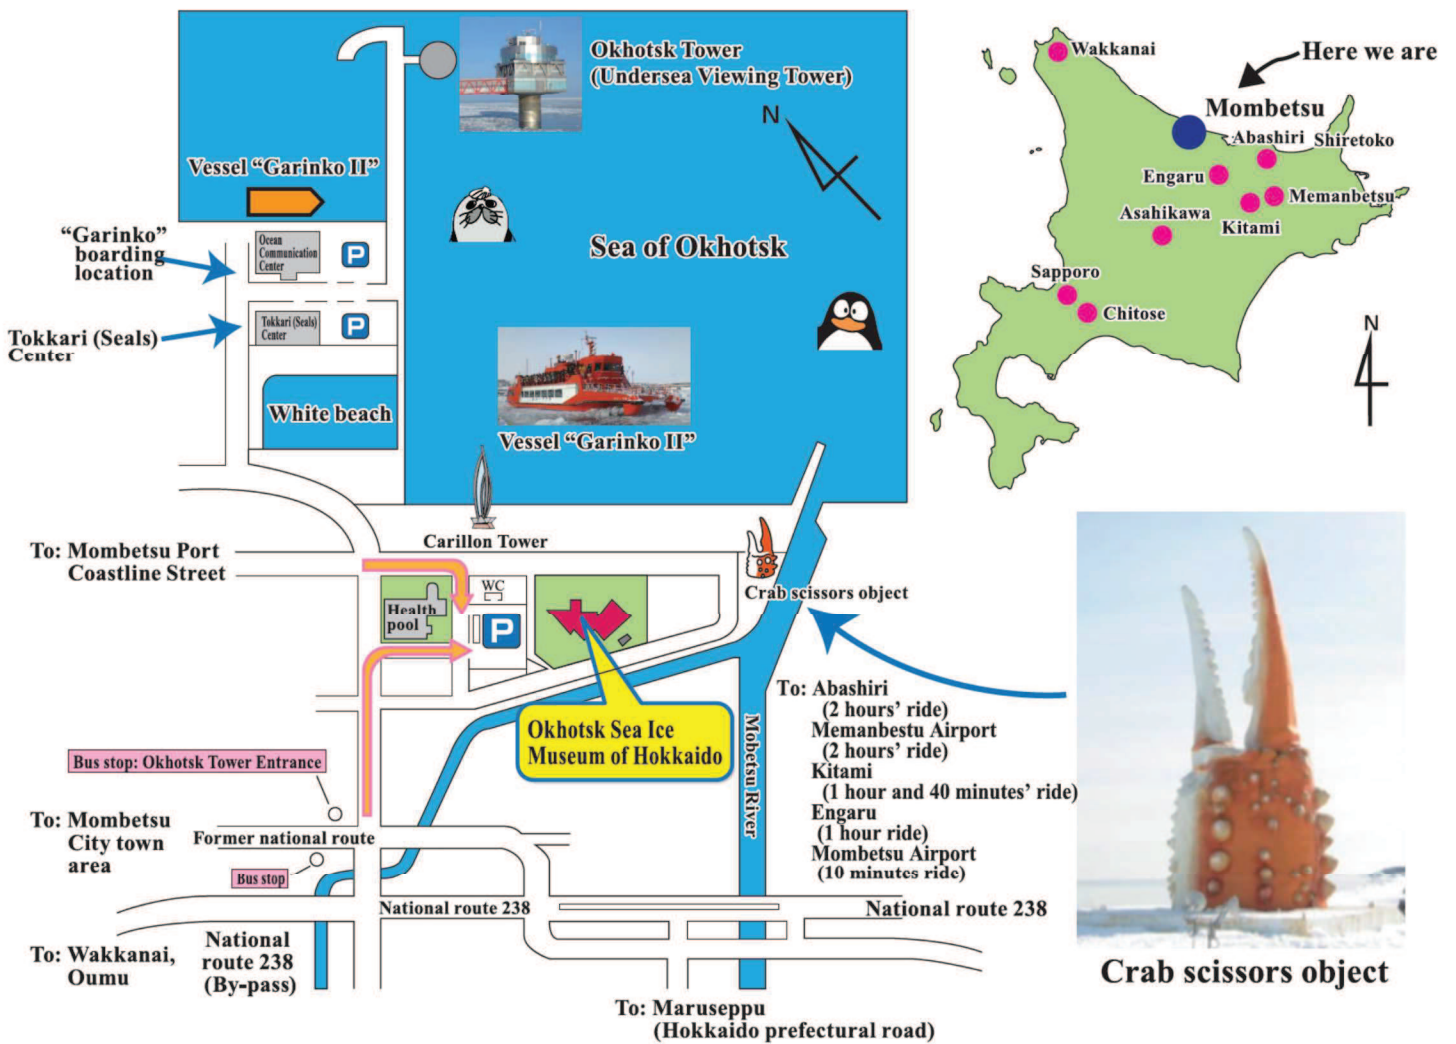 Okhotsk Tower
(Undersea Viewing Tower)
N
Vessel “Garinko II”
“Garinko”
boarding
location
Ocean
Communication
Center
P
Tokkari (Seals)
Center
Tokkari (Seals)
Center
P
White beach
Sea of Okhotsk
Vessel “Garinko II”
Carillon Tower
To: Mombetsu Port
Coastline Street
Health
pool
WC
P
Crab scissors object
Okhotsk Sea Ice
Museum of Hokkaido
Mobetsu River
To: Abashiri
(2 hours’ ride)
Memanbestu Airport
(2 hours’ ride)
Kitami
(1 hour and 40 minutes’ ride)
Engaru
(1 hour ride)
Mombetsu Airport
(10 minutes ride)
Bus stop: Okhotsk Tower Entrance
To: Mombetsu
City town
area
Former national route
Bus stop
National route 238
National route 238
To: Wakkanai,
Oumu
National
route 238
(By-pass)
To: Maruseppu
(Hokkaido prefectural road)
Wakkanai
Here we are
Mombetsu
Abashiri
Shiretoko
Engaru
Memanbetsu
Asahikawa
Kitami
Sapporo
Chitose
N
Crab scissors object